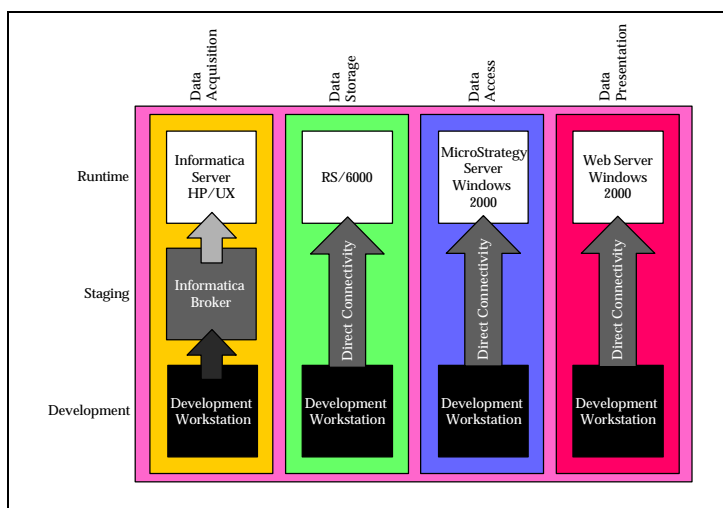 Data
Acquisition
Data
Storage
Data
Access
Data
Presentation
Runtime
Informatica
Server
HP/UX
RS/6000
MicroStrategy
Server
Windows
2000
Web Server
Windows
2000
Staging
Informatica
Broker
Direct Connectivity
Direct Connectivity
Direct Connectivity
Development
Development
Workstation
Development
Workstation
Development
Workstation
Development
Workstation